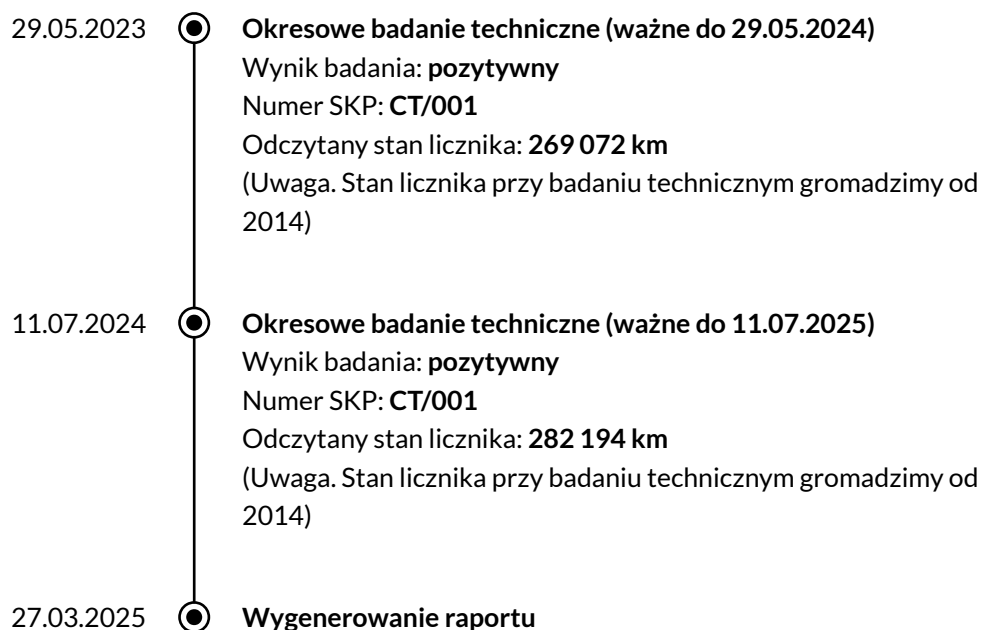 29.05.2023 Okresowe badanie techniczne (ważne do 29.05.2024)
Wynik badania: pozytywny
Numer SKP: CT/001
Odczytany stan licznika: 269 072 km
(Uwaga. Stan licznika przy badaniu technicznym gromadzimy od
2014)
11.07.2024 Okresowe badanie techniczne (ważne do 11.07.2025)
Wynik badania: pozytywny
Numer SKP: CT/001
Odczytany stan licznika: 282 194 km
(Uwaga. Stan licznika przy badaniu technicznym gromadzimy od
2014)
27.03.2025 Wygenerowanie raportu